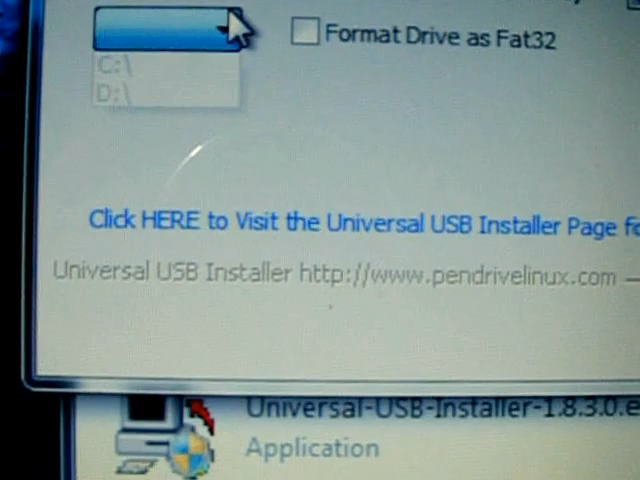 Format Drive as Fat32
C:\
D:\
Click HERE to Visit the Universal USB Installer Page
Universal USB Installer http://www.pendrivelinux.com
Universal-USB-Installer-1.8.3.0.e
Application